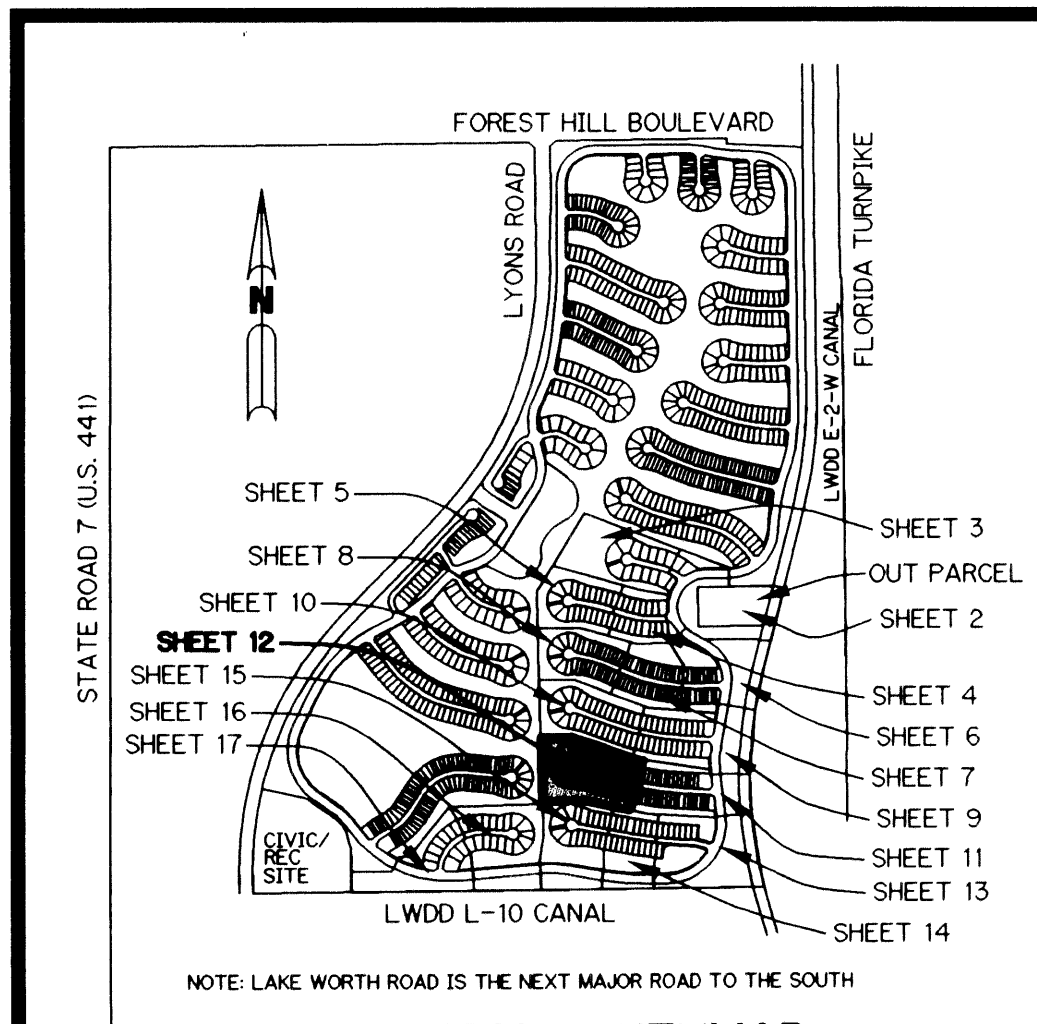 FOREST HILL BOULEVARD
LYONS ROAD
FLORIDA TURNPIKE
LWDD E-2-W CANAL
N
STATE ROAD 7 (U.S. 441)
SHEET 5
SHEET 8
SHEET 10
SHEET 12
SHEET 15
SHEET 16
SHEET 17
SHEET 3
OUT PARCEL
SHEET 2
SHEET 4
SHEET 6
SHEET 7
SHEET 9
SHEET 11
SHEET 13
SHEET 14
CIVIC/
REC
SITE
LWDD L-10 CANAL
NOTE: LAKE WORTH ROAD IS THE NEXT MAJOR ROAD TO THE SOUTH